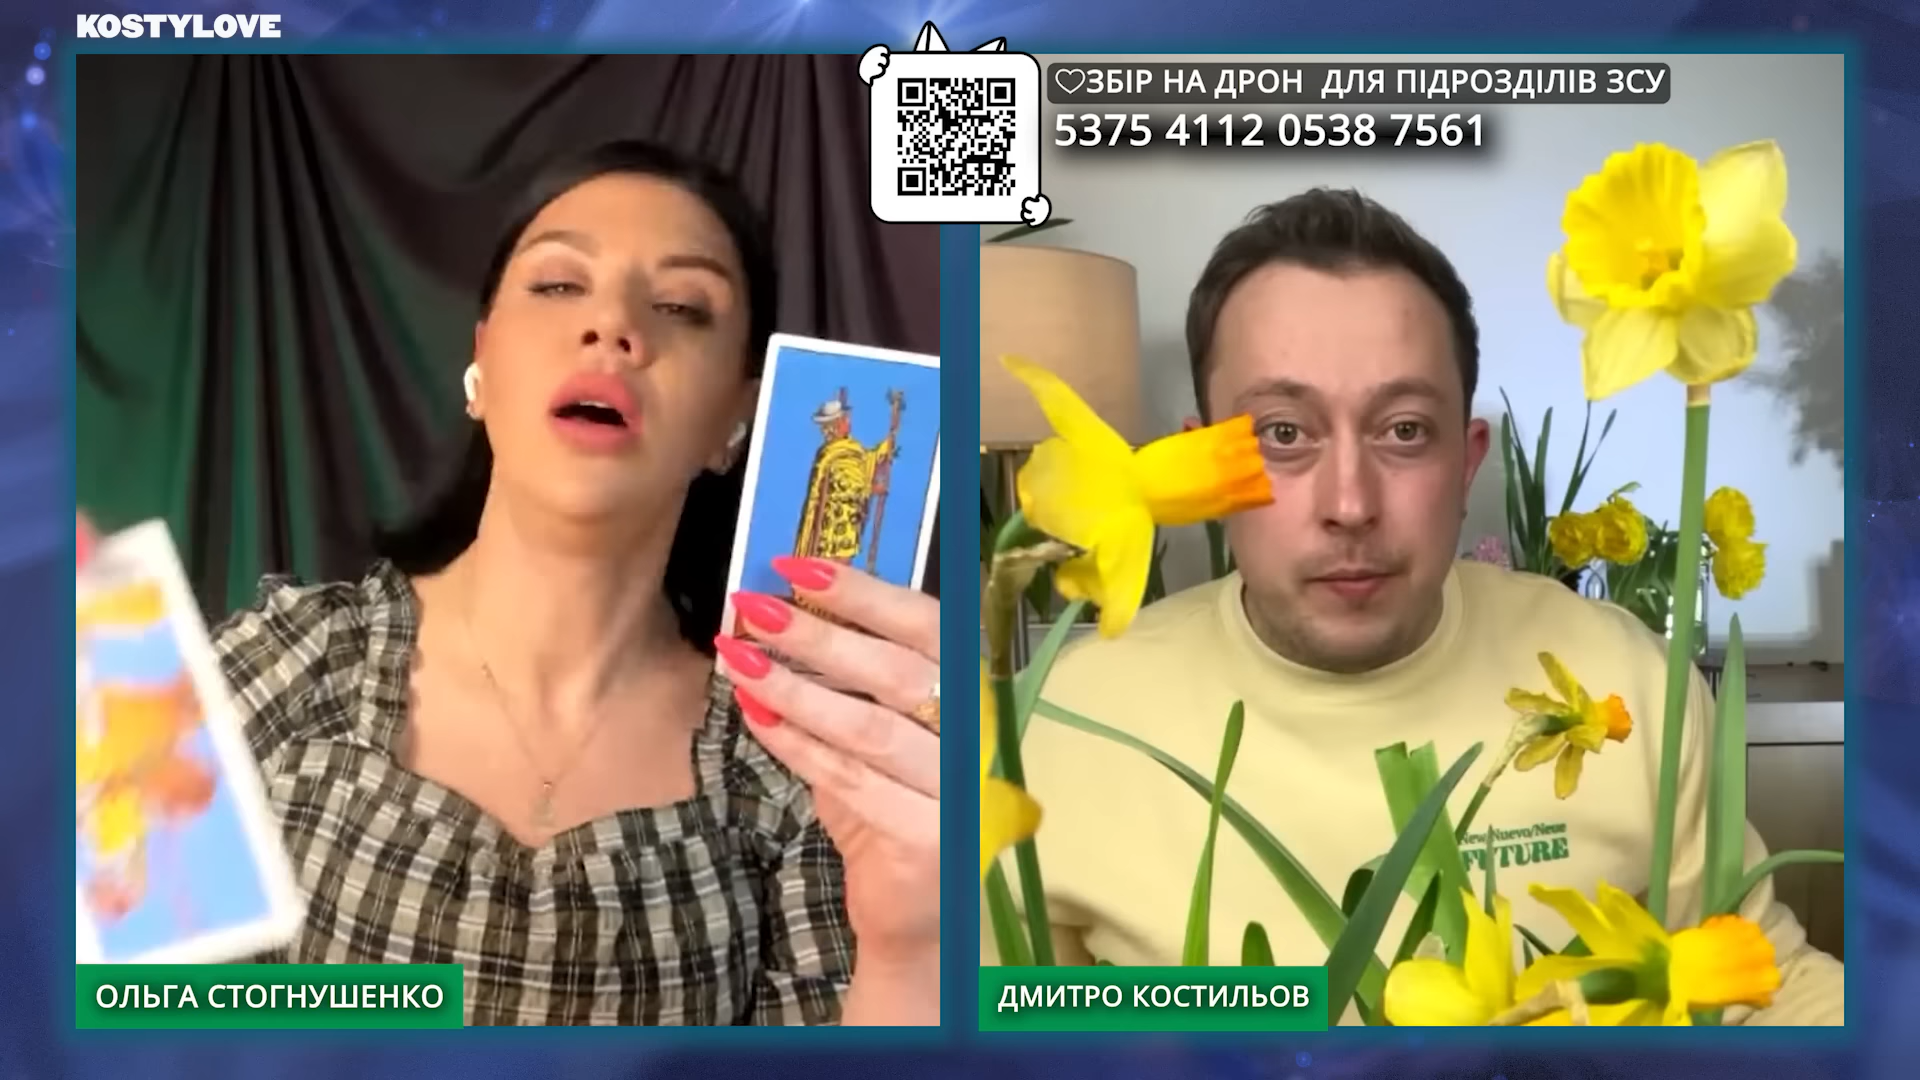 KOSTYLOVE
♡ЗБІР НА ДРОН ДЛЯ ПІДРОЗДІЛІВ ЗСУ
5375 4112 0538 7561
New/Nuevo/Neue
FUTURE
ОЛЬГА СТОГНУШЕНКО
ДМИТРО КОСТИЛЬОВ